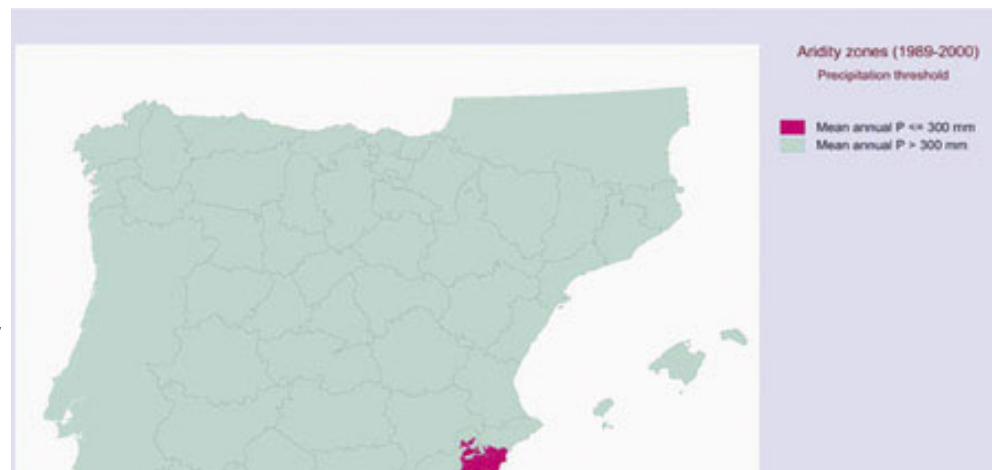 Aridity zones (1989-2000)
Precipitation threshold
Mean annual P <= 300 mm
Mean annual P > 300 mm